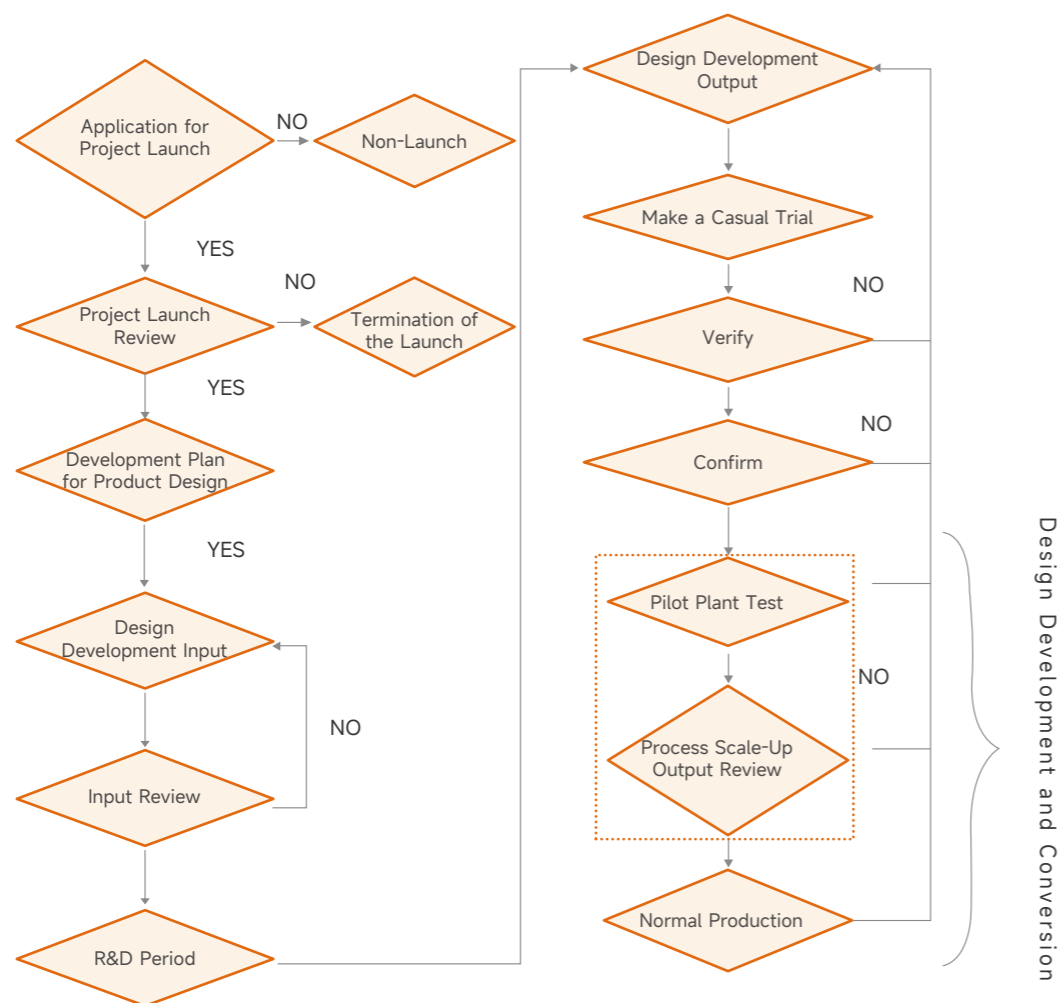 Application for
Project Launch
NO
Non-Launch
YES
Project Launch
Review
NO
Termination of
the Launch
YES
Development Plan
for Product Design
YES
Design
Development Input
NO
Input Review
R&D Period
Design Development
Output
Make a Casual Trial
NO
Verify
NO
Confirm
Pilot Plant Test
NO
Process Scale-Up
Output Review
Normal Production
Design Development and Conversion